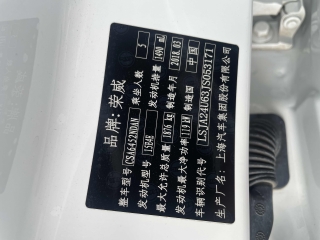 品牌：荣威
整车型号 CSA6452NDAN 乘坐人数 5
发动机型号 15E4E 发动机排量 1490 ml
最大允许总质量 1876 kg 制造年月 2018.03
发动机最大净功率 119 kW 制造国 中国
车辆识别代号 LSJA24U63JS053171
生产厂名：上海汽车集团股份有限公司